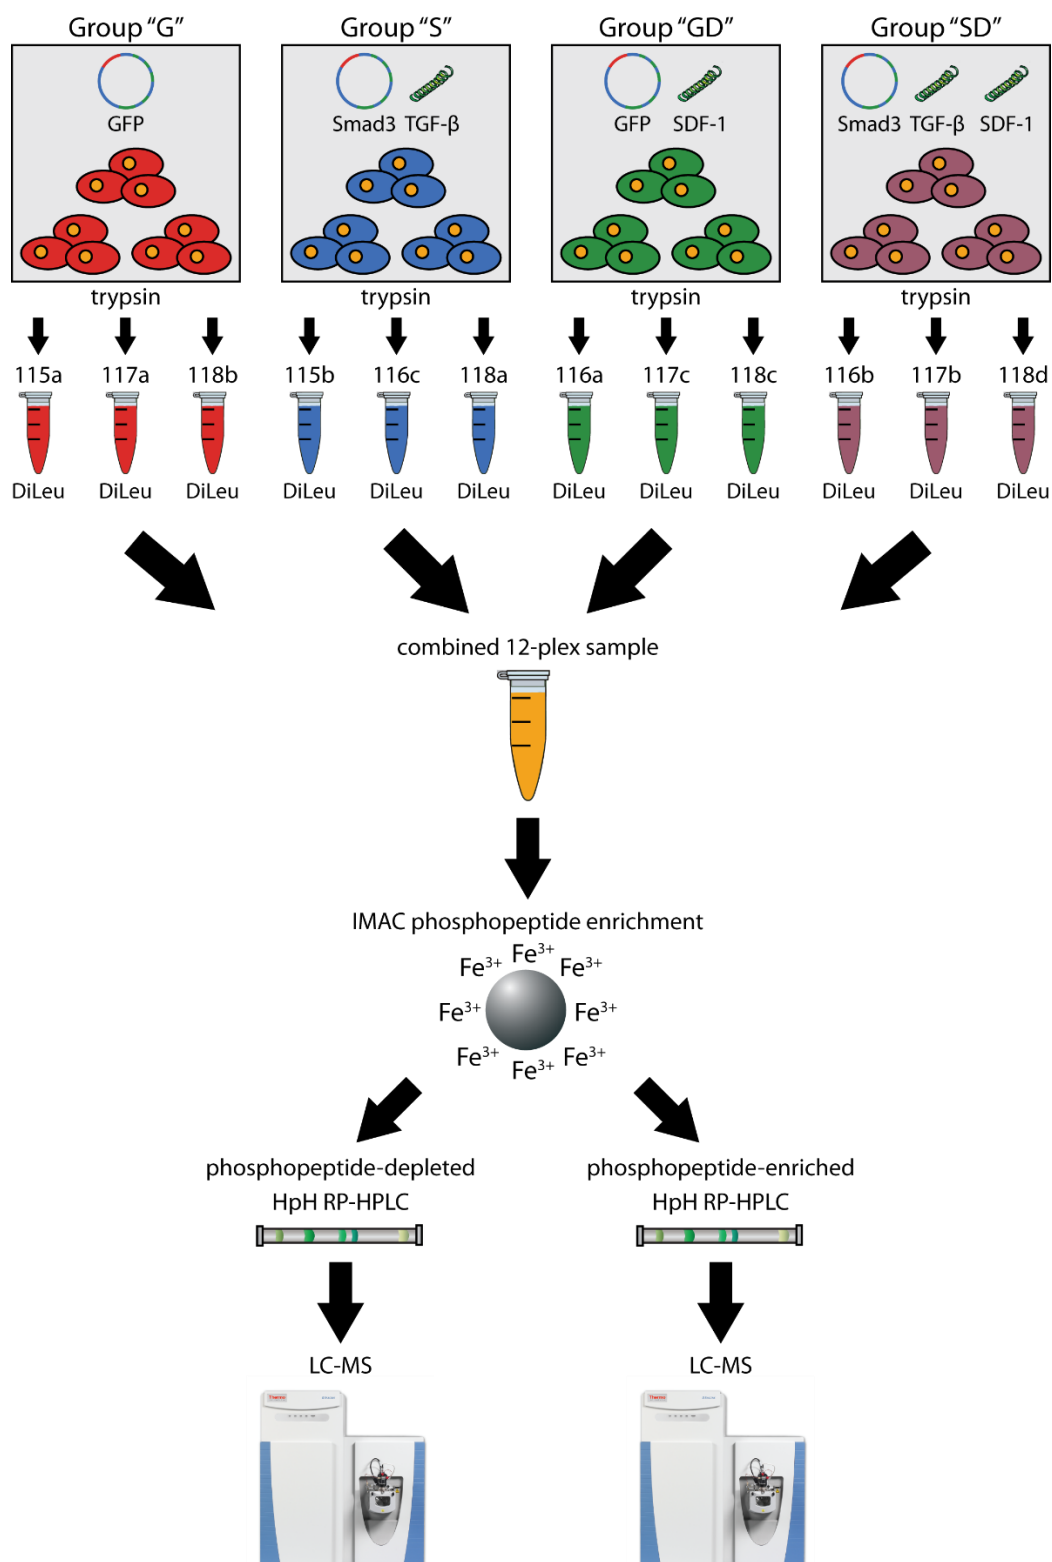 Group “G” Group “S” Group “GD” Group “SD”
GFP Smad3 TGF-β GFP SDF-1 Smad3 TGF-β SDF-1
trypsin trypsin trypsin trypsin
115a 117a 118b 115b 116c 118a 116a 117c 118c 116b 117b 118d
DiLeu DiLeu DiLeu DiLeu DiLeu DiLeu DiLeu DiLeu DiLeu DiLeu DiLeu DiLeu
combined 12-plex sample
IMAC phosphopeptide enrichment
Fe³⁺ Fe³⁺ Fe³⁺
Fe³⁺ Fe³⁺
Fe³⁺ Fe³⁺ Fe³⁺
phosphopeptide-depleted phosphopeptide-enriched
HpH RP-HPLC HpH RP-HPLC
LC-MS LC-MS
Thermo Thermo